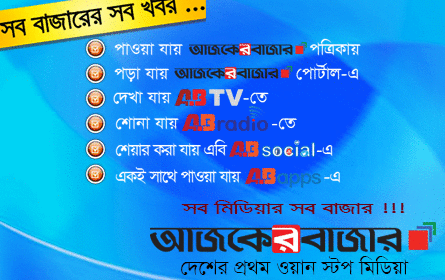 সব বাজারের সব খবর ...
পাওয়া যায় আজকেরবাজার পত্রিকায়
পড়া যায় আজকেরবাজার পোর্টাল-এ
দেখা যায় ABTV-তে
শোনা যায় ABradio-তে
শেয়ার করা যায় এবি ABsocial-এ
একই সাথে পাওয়া যায় ABapps-এ
সব মিডিয়ার সব বাজার !!!
আজকেরবাজার
দেশের প্রথম ওয়ান স্টপ মিডিয়া